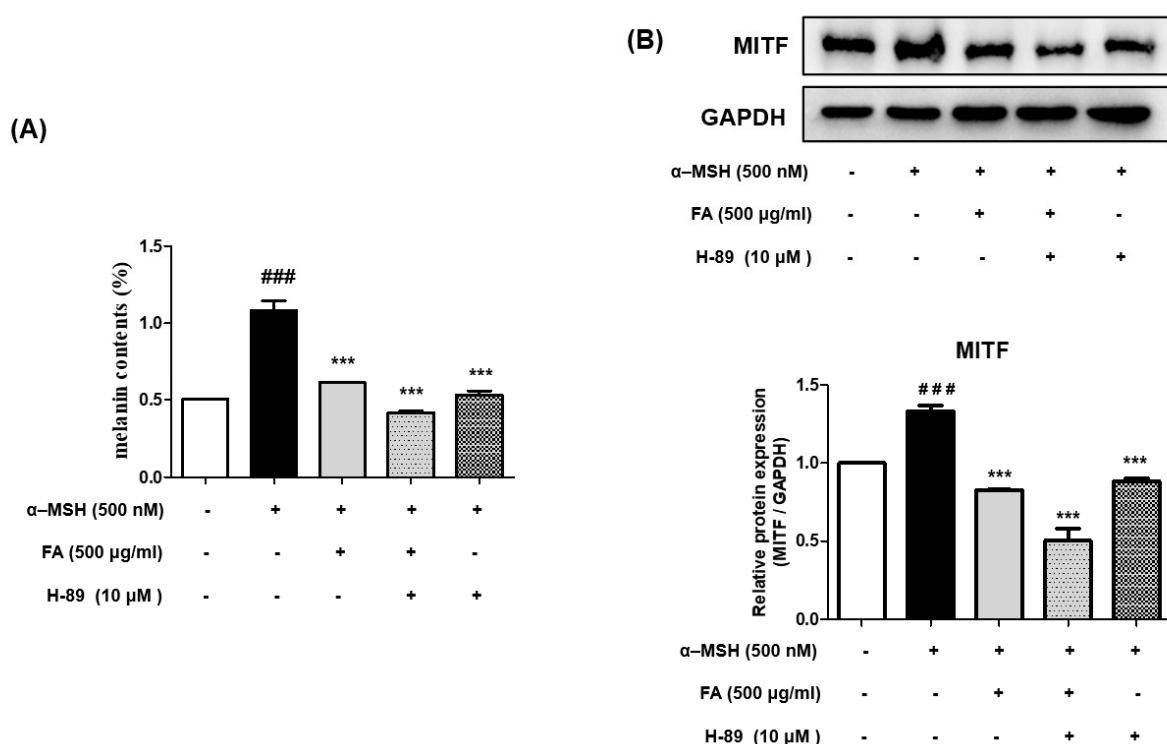 (A)
melanin contents (%)
1.5
1.0
0.5
0.0
###
***
***
***
α–MSH (500 nM) - + + + +
FA (500 µg/ml) - - + + -
H-89 (10 µM ) - - - + +
(B)
MITF
GAPDH
α–MSH (500 nM) - + + + +
FA (500 µg/ml) - - + + -
H-89 (10 µM ) - - - + +
MITF
Relative protein expression
(MITF / GAPDH)
1.5
1.0
0.5
0.0
###
***
***
***
α–MSH (500 nM) - + + + +
FA (500 µg/ml) - - + + -
H-89 (10 µM ) - - - + +